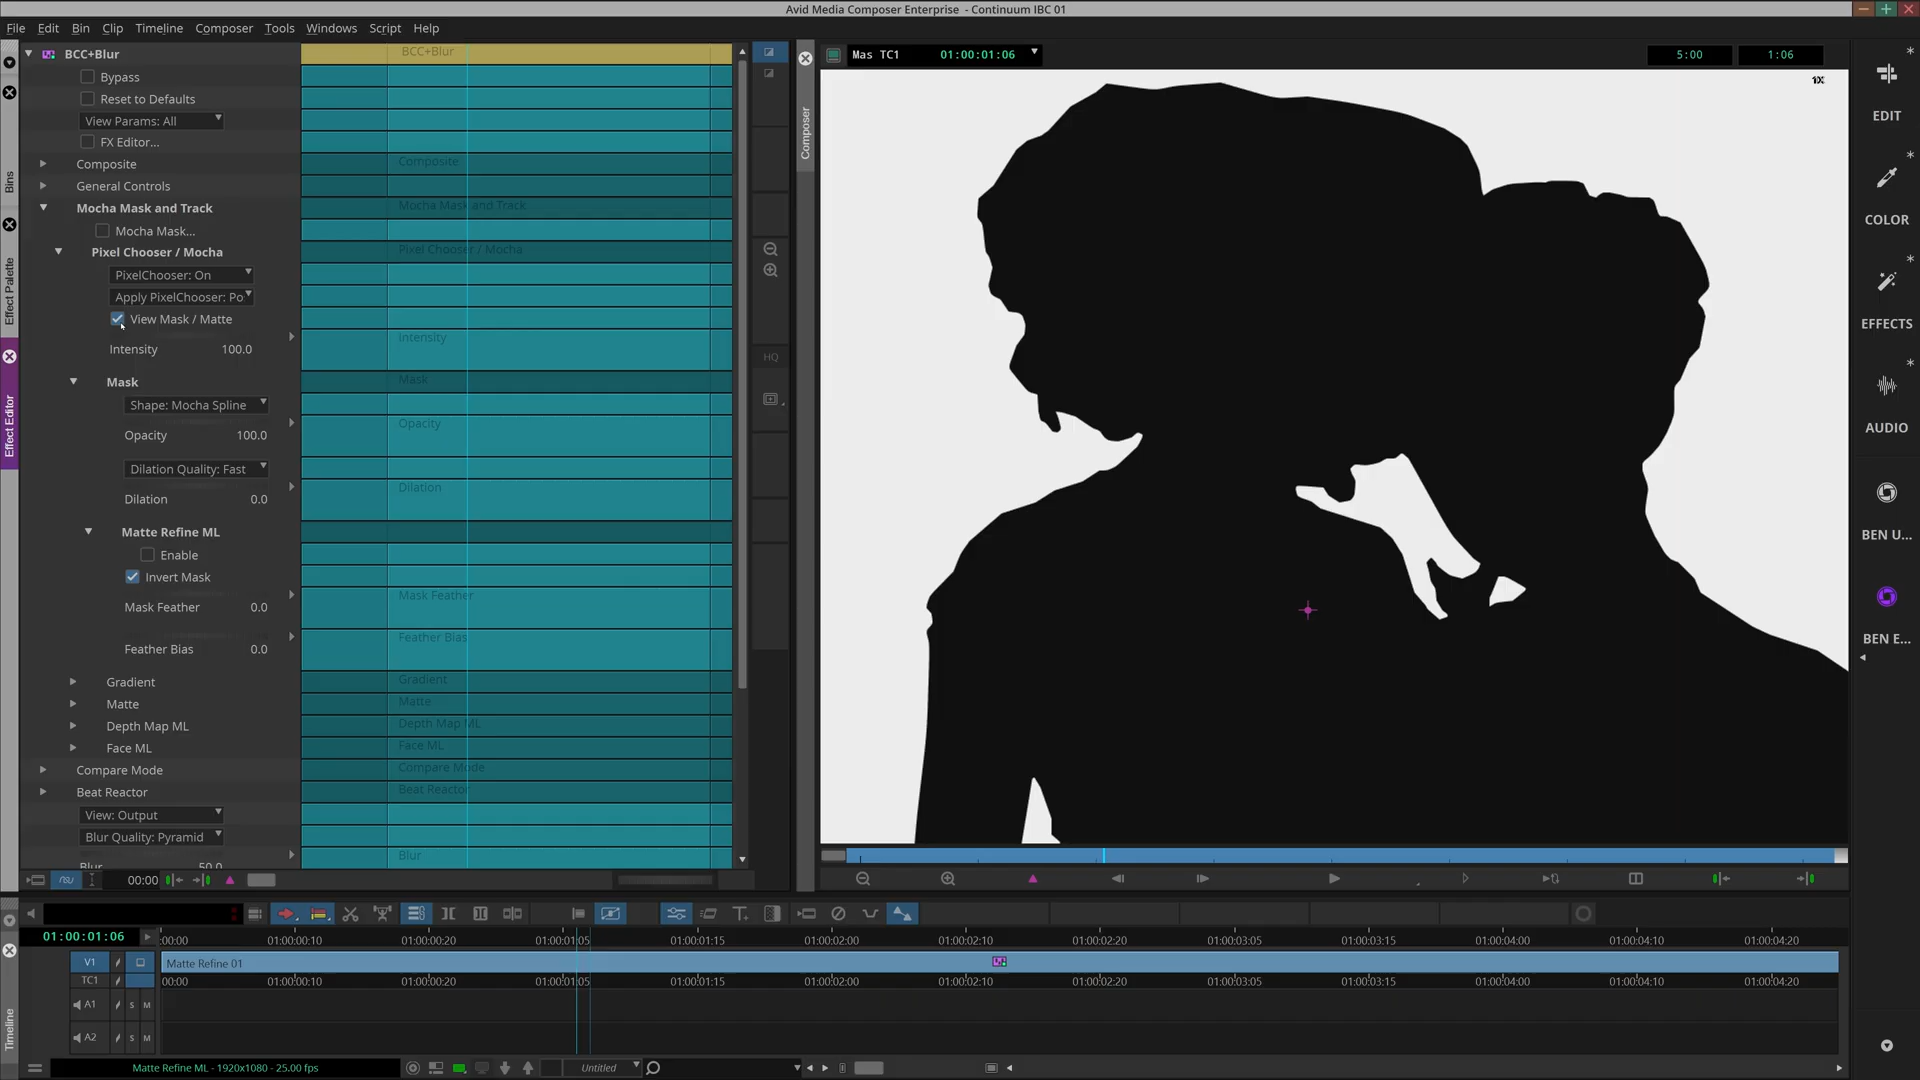 Avid Media Composer Enterprise - Continuum IBC 01
File Edit Bin Clip Timeline Composer Tools Windows Script Help
BCC+Blur
Bypass
Reset to Defaults
View Params: All
FX Editor...
Composite
General Controls
Mocha Mask and Track
Mocha Mask...
Pixel Chooser / Mocha
PixelChooser: On
Apply PixelChooser: Po
View Mask / Matte
Intensity 100.0
Mask
Shape: Mocha Spline
Opacity 100.0
Dilation Quality: Fast
Dilation 0.0
Matte Refine ML
Enable
Invert Mask
Mask Feather 0.0
Feather Bias 0.0
Gradient
Matte
Depth Map ML
Face ML
Compare Mode
Beat Reactor
View: Output
Blur Quality: Pyramid
Blur 50.0
00:00
Bins
Effect Palette
Effect Editor
BCC+Blur
Composite
Mocha Mask and Track
Pixel Chooser / Mocha
Intensity
Mask
Opacity
Dilation
Mask Feather
Feather Bias
Gradient
Matte
Depth Map ML
Face ML
Compare Mode
Beat Reactor
Blur
HQ
Composer
Mas TC1 01:00:01:06 5:00 1:06
1X
EDIT
COLOR
EFFECTS
AUDIO
BEN U...
BEN E...
Timeline
01:00:01:06
:00:00 01:00:00:10 01:00:00:20 01:00:01:05 01:00:01:15 01:00:02:00 01:00:02:10 01:00:02:20 01:00:03:05 01:00:03:15 01:00:04:00 01:00:04:10 01:00:04:20
V1 Matte Refine 01
TC1 00:00 01:00:00:10 01:00:00:20 01:00:01:05 01:00:01:15 01:00:02:00 01:00:02:10 01:00:02:20 01:00:03:05 01:00:03:15 01:00:04:00 01:00:04:10 01:00:04:20
A1 S M
A2 S M
Matte Refine ML - 1920x1080 - 25.00 fps
Untitled